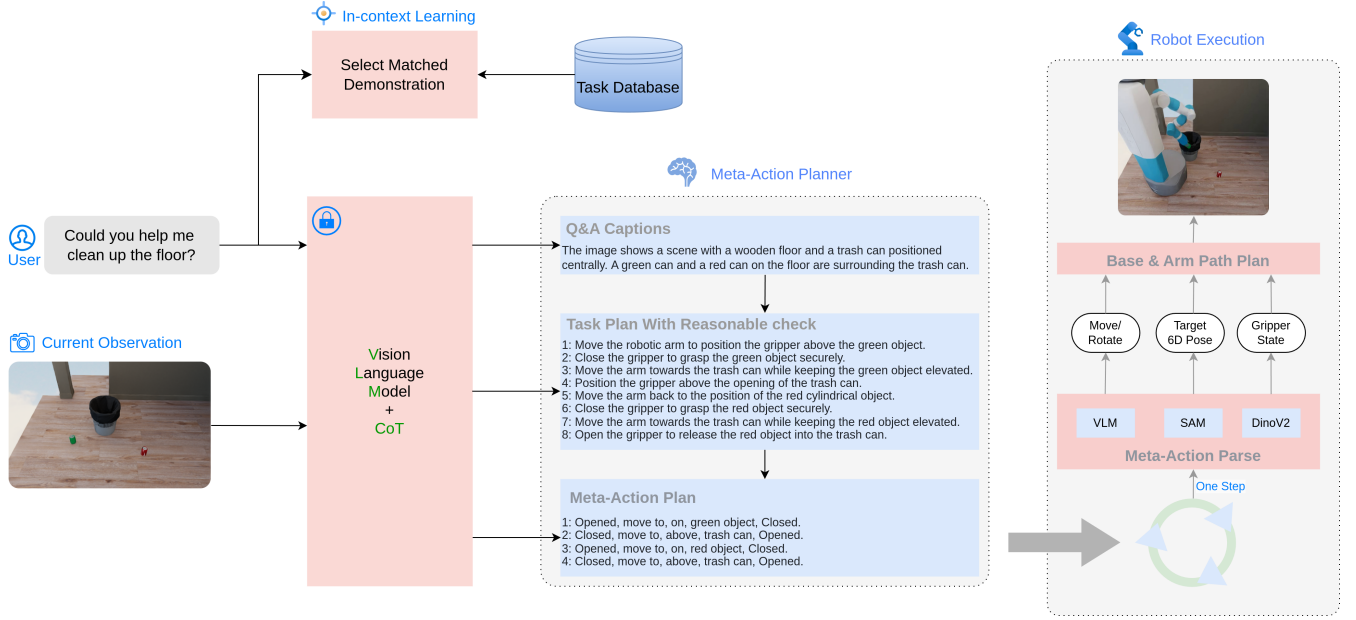 In-context Learning
Select Matched
Demonstration
Task Database
User
Could you help me
clean up the floor?
Current Observation
Vision
Language
Model
+
CoT
Meta-Action Planner
Q&A Captions
The image shows a scene with a wooden floor and a trash can positioned
centrally. A green can and a red can on the floor are surrounding the trash can.
Task Plan With Reasonable check
1: Move the robotic arm to position the gripper above the green object.
2: Close the gripper to grasp the green object securely.
3: Move the arm towards the trash can while keeping the green object elevated.
4: Position the gripper above the opening of the trash can.
5: Move the arm back to the position of the red cylindrical object.
6: Close the gripper to grasp the red object securely.
7: Move the arm towards the trash can while keeping the red object elevated.
8: Open the gripper to release the red object into the trash can.
Meta-Action Plan
1: Opened, move to, on, green object, Closed.
2: Closed, move to, above, trash can, Opened.
3: Opened, move to, on, red object, Closed.
4: Closed, move to, above, trash can, Opened.
Robot Execution
Base & Arm Path Plan
Move/
Rotate
Target
6D Pose
Gripper
State
VLM
SAM
DinoV2
Meta-Action Parse
One Step